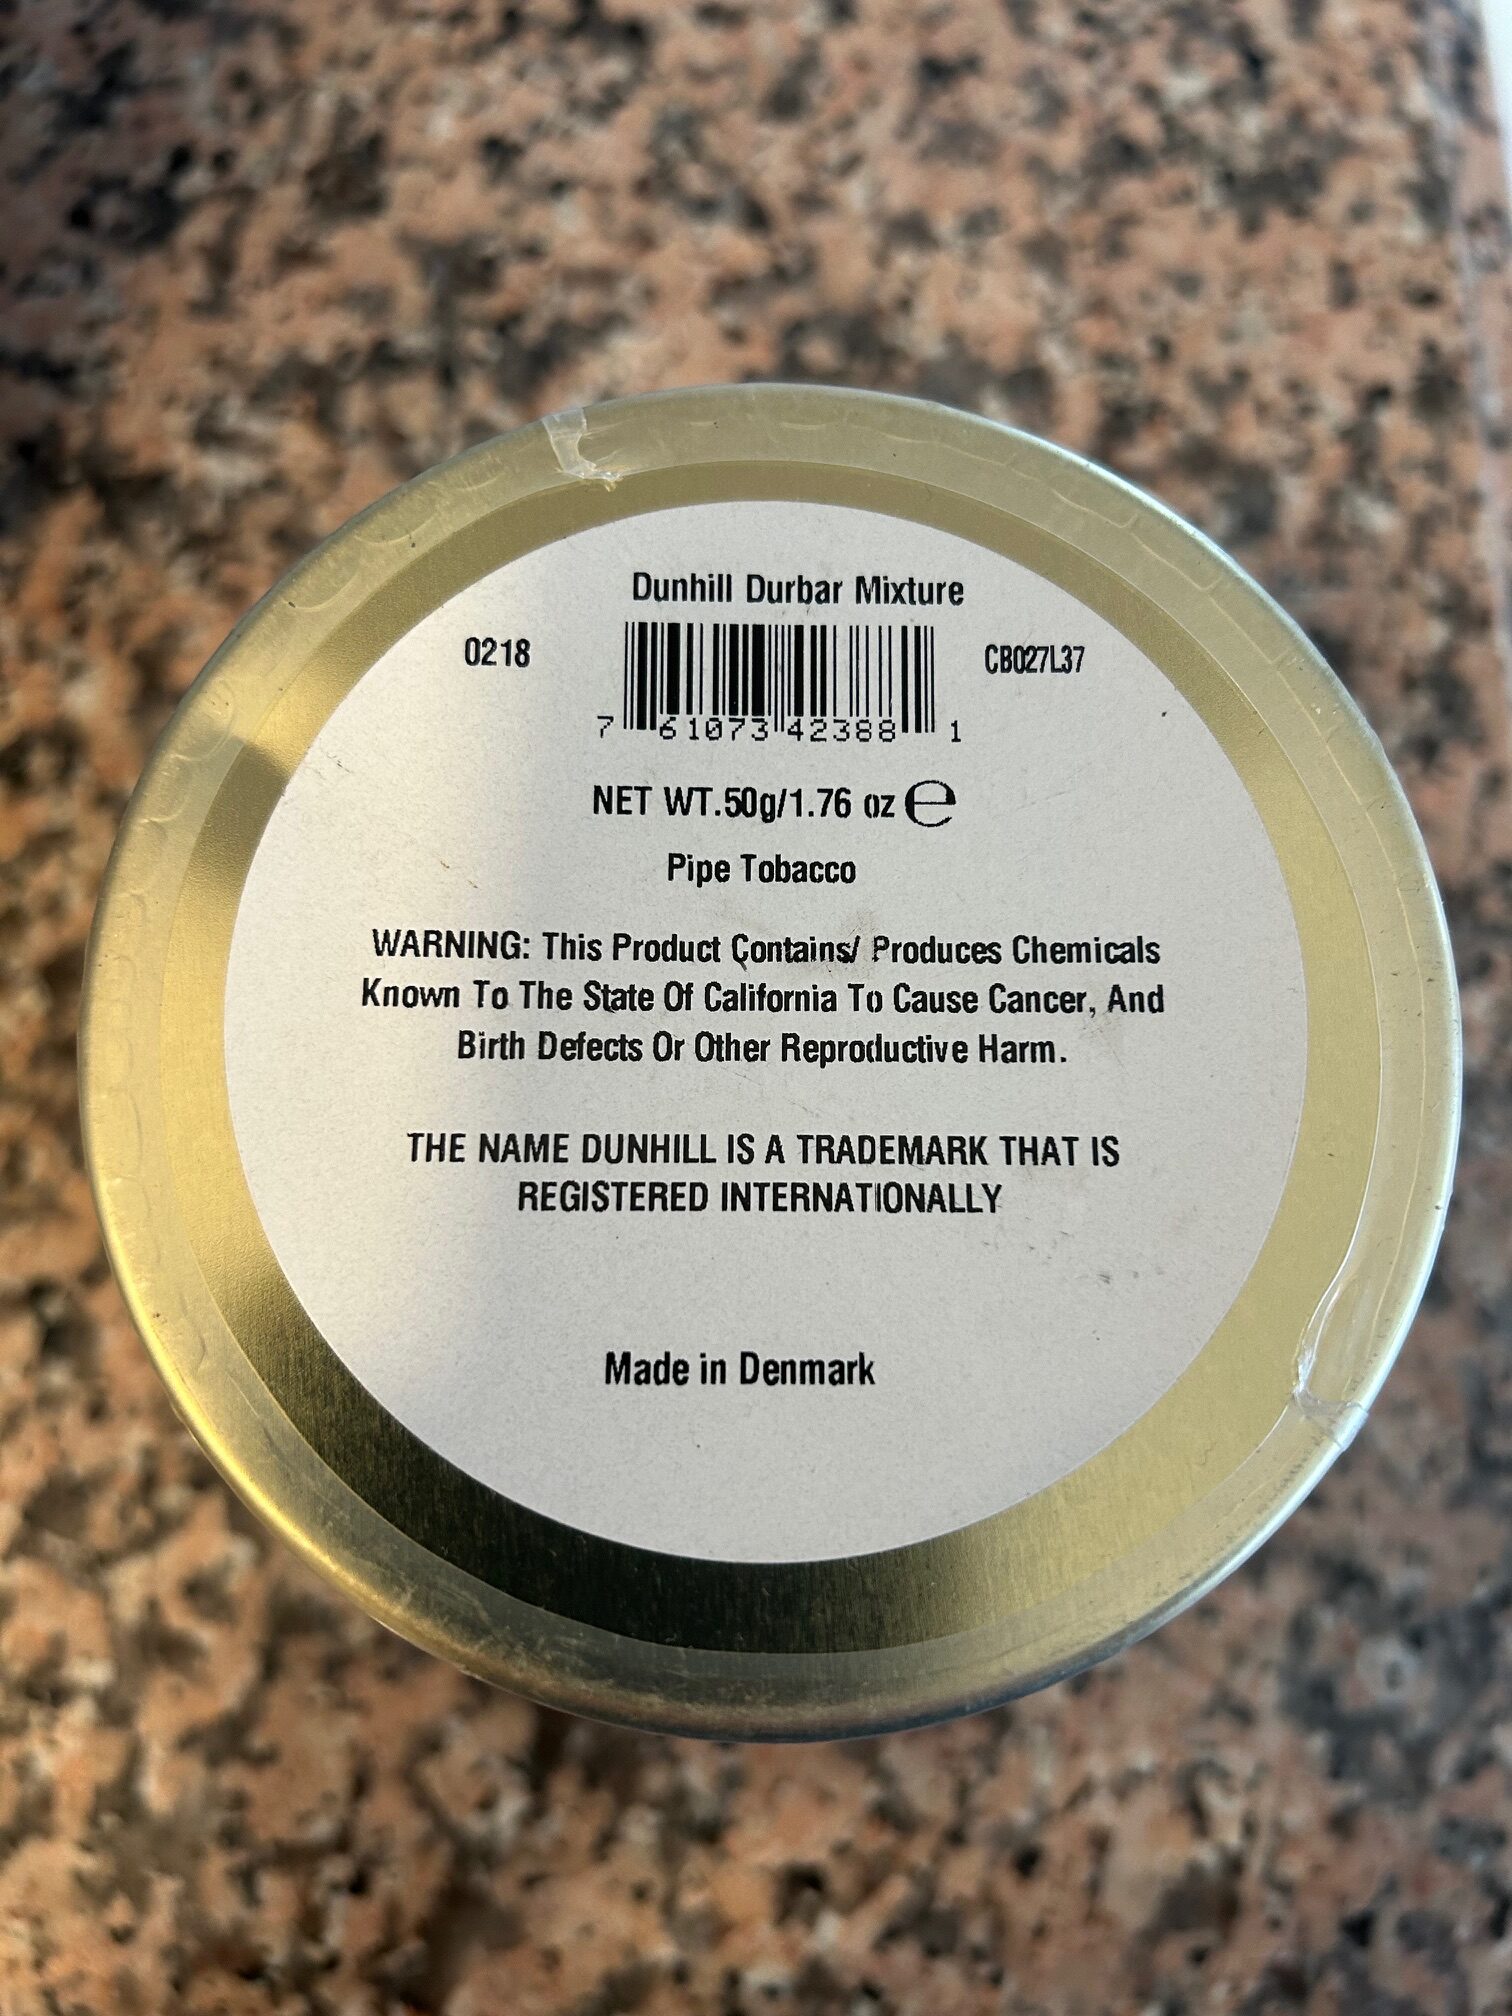 Dunhill Durbar Mixture
0218
CB027L37
7 61073 42388 1
NET WT.50g/1.76 oz e
Pipe Tobacco
WARNING: This Product Contains/ Produces Chemicals
Known To The State Of California To Cause Cancer, And
Birth Defects Or Other Reproductive Harm.
THE NAME DUNHILL IS A TRADEMARK THAT IS
REGISTERED INTERNATIONALLY
Made in Denmark